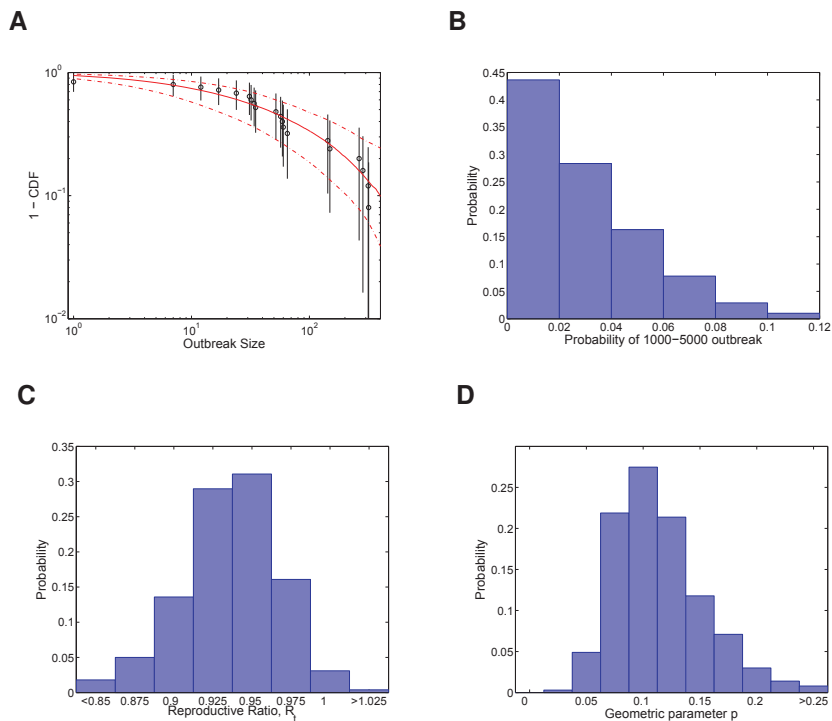 A
10^0
10^-1
10^-2
1 − CDF
10^0 10^1 10^2
Outbreak Size
B
0.45
0.4
0.35
0.3
0.25
0.2
0.15
0.1
0.05
0
Probability
0 0.02 0.04 0.06 0.08 0.1 0.12
Probability of 1000−5000 outbreak
C
0.35
0.3
0.25
0.2
0.15
0.1
0.05
0
Probability
<0.85 0.875 0.9 0.925 0.95 0.975 1 >1.025
Reproductive Ratio, R_t
D
0.25
0.2
0.15
0.1
0.05
0
Probability
0 0.05 0.1 0.15 0.2 >0.25
Geometric parameter p